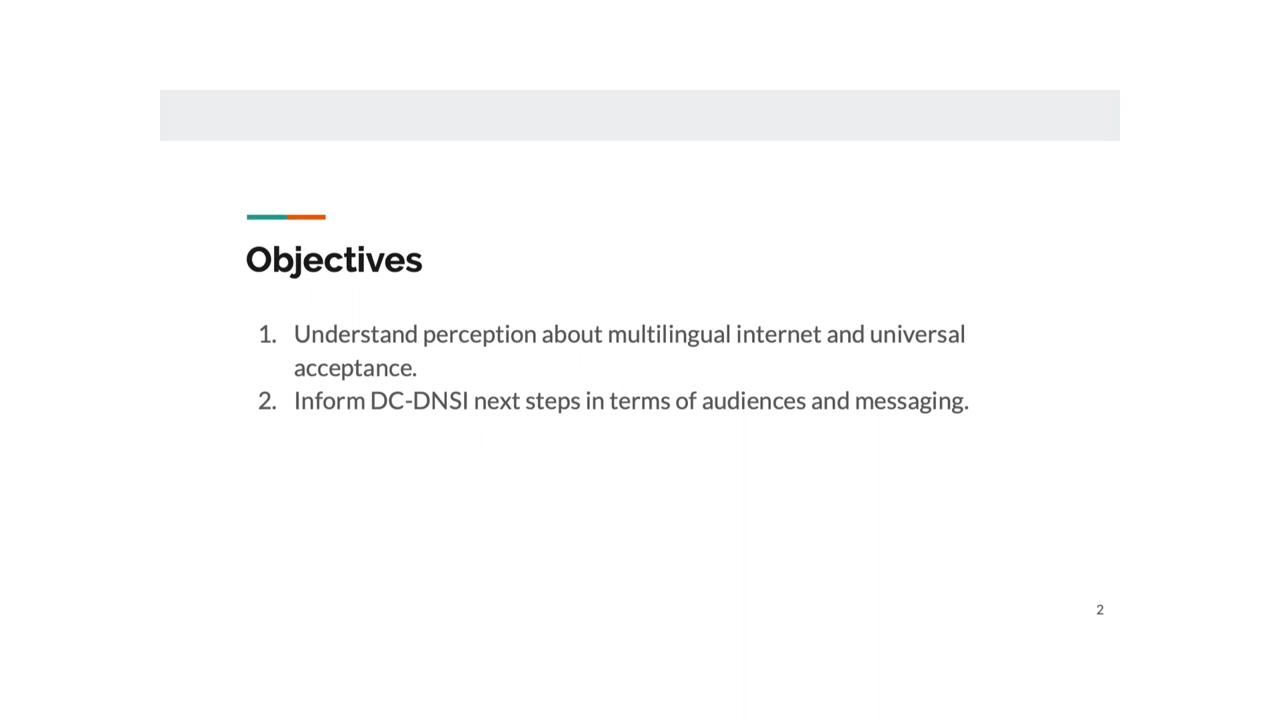 Objectives
1. Understand perception about multilingual internet and universal
acceptance.
2. Inform DC-DNSI next steps in terms of audiences and messaging.
2